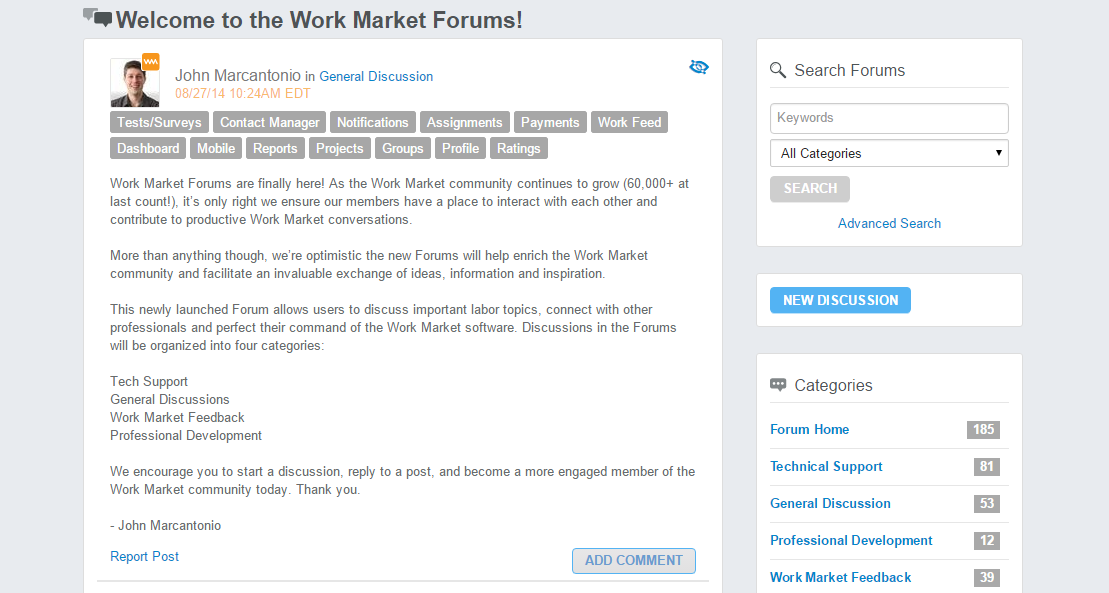 Welcome to the Work Market Forums!
John Marcantonio in General Discussion
08/27/14 10:24AM EDT
Tests/Surveys Contact Manager Notifications Assignments Payments Work Feed
Dashboard Mobile Reports Projects Groups Profile Ratings
Work Market Forums are finally here! As the Work Market community continues to grow (60,000+ at
last count!), it's only right we ensure our members have a place to interact with each other and
contribute to productive Work Market conversations.
More than anything though, we're optimistic the new Forums will help enrich the Work Market
community and facilitate an invaluable exchange of ideas, information and inspiration.
This newly launched Forum allows users to discuss important labor topics, connect with other
professionals and perfect their command of the Work Market software. Discussions in the Forums
will be organized into four categories:
Tech Support
General Discussions
Work Market Feedback
Professional Development
We encourage you to start a discussion, reply to a post, and become a more engaged member of the
Work Market community today. Thank you.
- John Marcantonio
Report Post
ADD COMMENT
Search Forums
Keywords
All Categories
SEARCH
Advanced Search
NEW DISCUSSION
Categories
Forum Home 185
Technical Support 81
General Discussion 53
Professional Development 12
Work Market Feedback 39